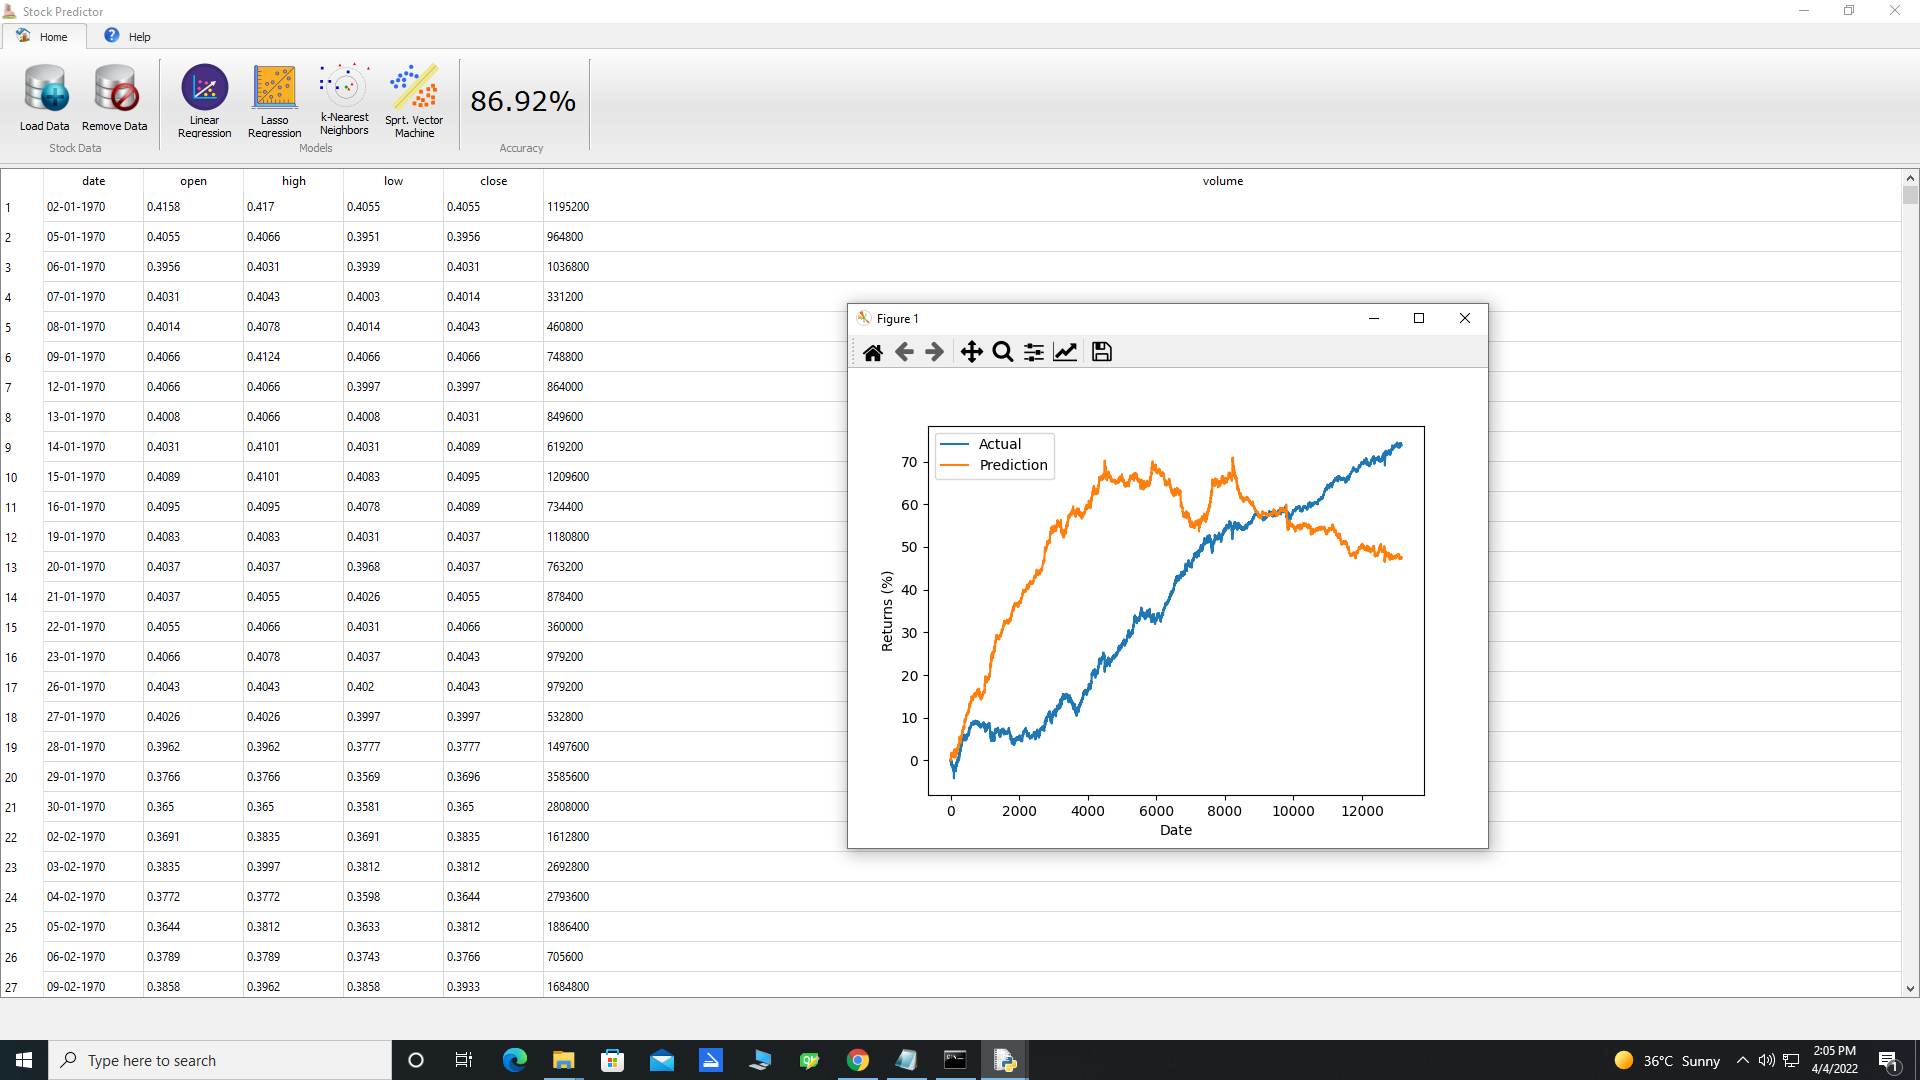 Stock Predictor
Home Help
Load Data Remove Data
Stock Data
Linear Regression
Lasso Regression
k-Nearest Neighbors
Sprt. Vector Machine
Models
86.92%
Accuracy
date open high low close volume
1 02-01-1970 0.4158 0.417 0.4055 0.4055 1195200
2 05-01-1970 0.4055 0.4066 0.3951 0.3956 964800
3 06-01-1970 0.3956 0.4031 0.3939 0.4031 1036800
4 07-01-1970 0.4031 0.4043 0.4003 0.4014 331200
5 08-01-1970 0.4014 0.4078 0.4014 0.4043 460800
6 09-01-1970 0.4066 0.4124 0.4066 0.4066 748800
7 12-01-1970 0.4066 0.4066 0.3997 0.3997 864000
8 13-01-1970 0.4008 0.4066 0.4008 0.4031 849600
9 14-01-1970 0.4031 0.4101 0.4031 0.4089 619200
10 15-01-1970 0.4089 0.4101 0.4083 0.4095 1209600
11 16-01-1970 0.4095 0.4095 0.4078 0.4089 734400
12 19-01-1970 0.4083 0.4083 0.4031 0.4037 1180800
13 20-01-1970 0.4037 0.4037 0.3968 0.4037 763200
14 21-01-1970 0.4037 0.4055 0.4026 0.4055 878400
15 22-01-1970 0.4055 0.4066 0.4031 0.4066 360000
16 23-01-1970 0.4066 0.4078 0.4037 0.4043 979200
17 26-01-1970 0.4043 0.4043 0.402 0.4043 979200
18 27-01-1970 0.4026 0.4026 0.3997 0.3997 532800
19 28-01-1970 0.3962 0.3962 0.3777 0.3777 1497600
20 29-01-1970 0.3766 0.3766 0.3569 0.3696 3585600
21 30-01-1970 0.365 0.365 0.3581 0.365 2808000
22 02-02-1970 0.3691 0.3835 0.3691 0.3835 1612800
23 03-02-1970 0.3835 0.3997 0.3812 0.3812 2692800
24 04-02-1970 0.3772 0.3772 0.3598 0.3644 2793600
25 05-02-1970 0.3644 0.3812 0.3633 0.3812 1886400
26 06-02-1970 0.3789 0.3789 0.3743 0.3766 705600
27 09-02-1970 0.3858 0.3962 0.3858 0.3933 1684800
Figure 1
Actual
Prediction
Returns (%)
70
60
50
40
30
20
10
0
0 2000 4000 6000 8000 10000 12000
Date
Type here to search
36°C Sunny
2:05 PM
4/4/2022
1